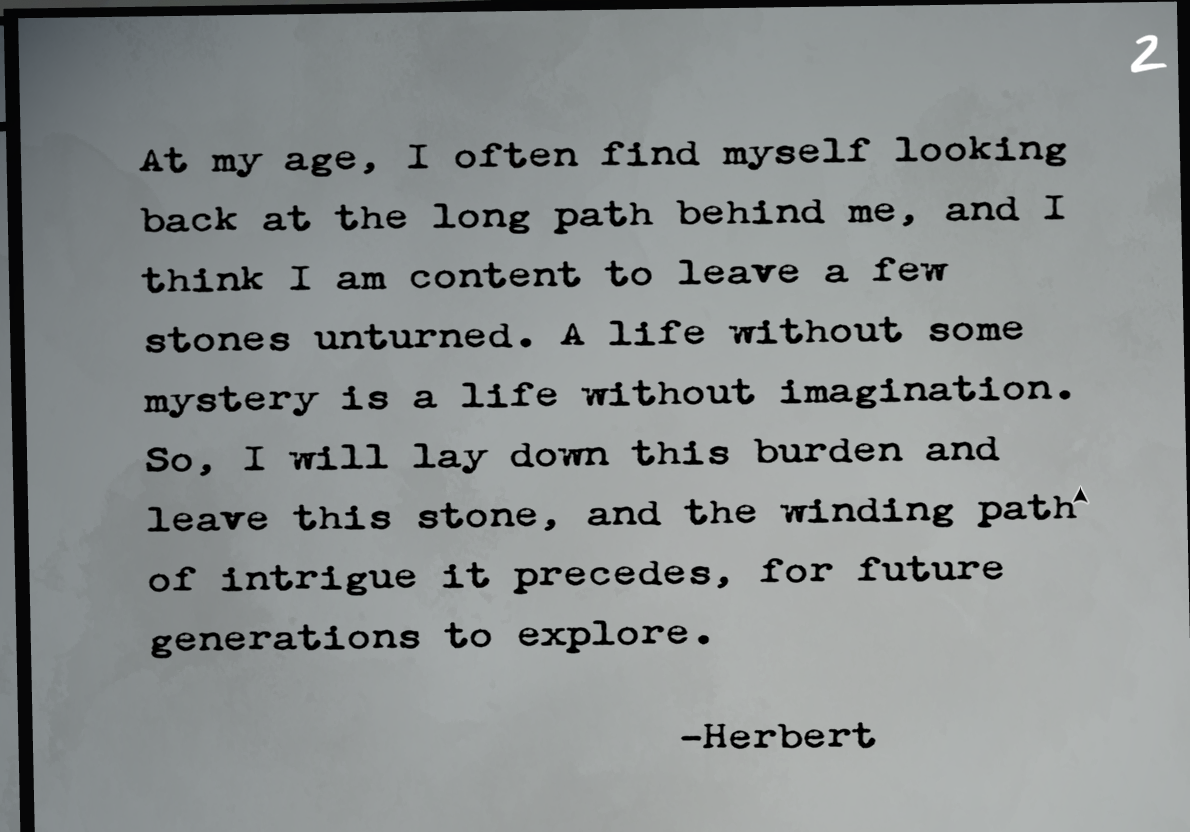 2
At my age, I often find myself looking
back at the long path behind me, and I
think I am content to leave a few
stones unturned. A life without some
mystery is a life without imagination.
So, I will lay down this burden and
leave this stone, and the winding path
of intrigue it precedes, for future
generations to explore.
-Herbert